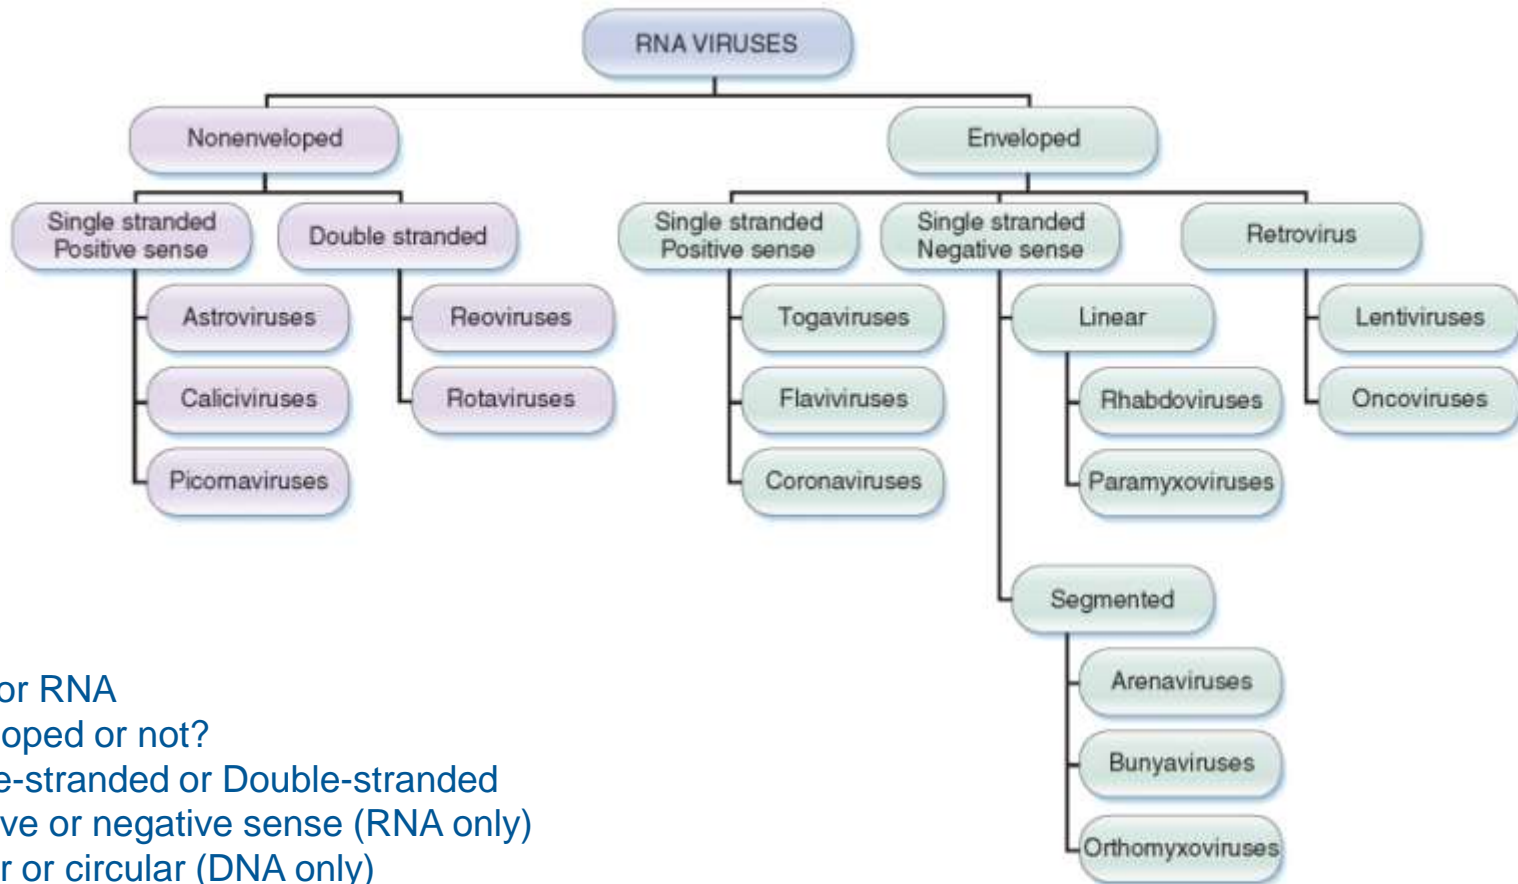 RNA VIRUSES
Nonenveloped
Enveloped
Single stranded
Positive sense
Double stranded
Single stranded
Positive sense
Single stranded
Negative sense
Retrovirus
Astroviruses
Reoviruses
Togaviruses
Linear
Lentiviruses
Caliciviruses
Rotaviruses
Flaviviruses
Rhabdoviruses
Oncoviruses
Picornaviruses
Coronaviruses
Paramyxoviruses
Segmented
Arenaviruses
Bunyaviruses
Orthomyxoviruses
or RNA
oped or not?
e-stranded or Double-stranded
ve or negative sense (RNA only)
r or circular (DNA only)